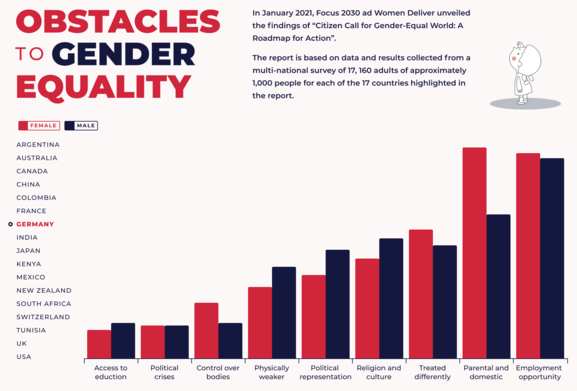 OBSTACLES
TO GENDER
EQUALITY
In January 2021, Focus 2030 ad Women Deliver unveiled
the findings of “Citizen Call for Gender-Equal World: A
Roadmap for Action”.
The report is based on data and results collected from a
multi-national survey of 17, 160 adults of approximately
1,000 people for each of the 17 countries highlighted in
the report.
FEMALE
MALE
ARGENTINA
AUSTRALIA
CANADA
CHINA
COLOMBIA
FRANCE
GERMANY
INDIA
JAPAN
KENYA
MEXICO
NEW ZEALAND
SOUTH AFRICA
SWITZERLAND
TUNISIA
UK
USA
Access to
eduction
Political
crises
Control over
bodies
Physically
weaker
Political
representation
Religion and
culture
Treated
differently
Parental and
domestic
Employment
opportunity